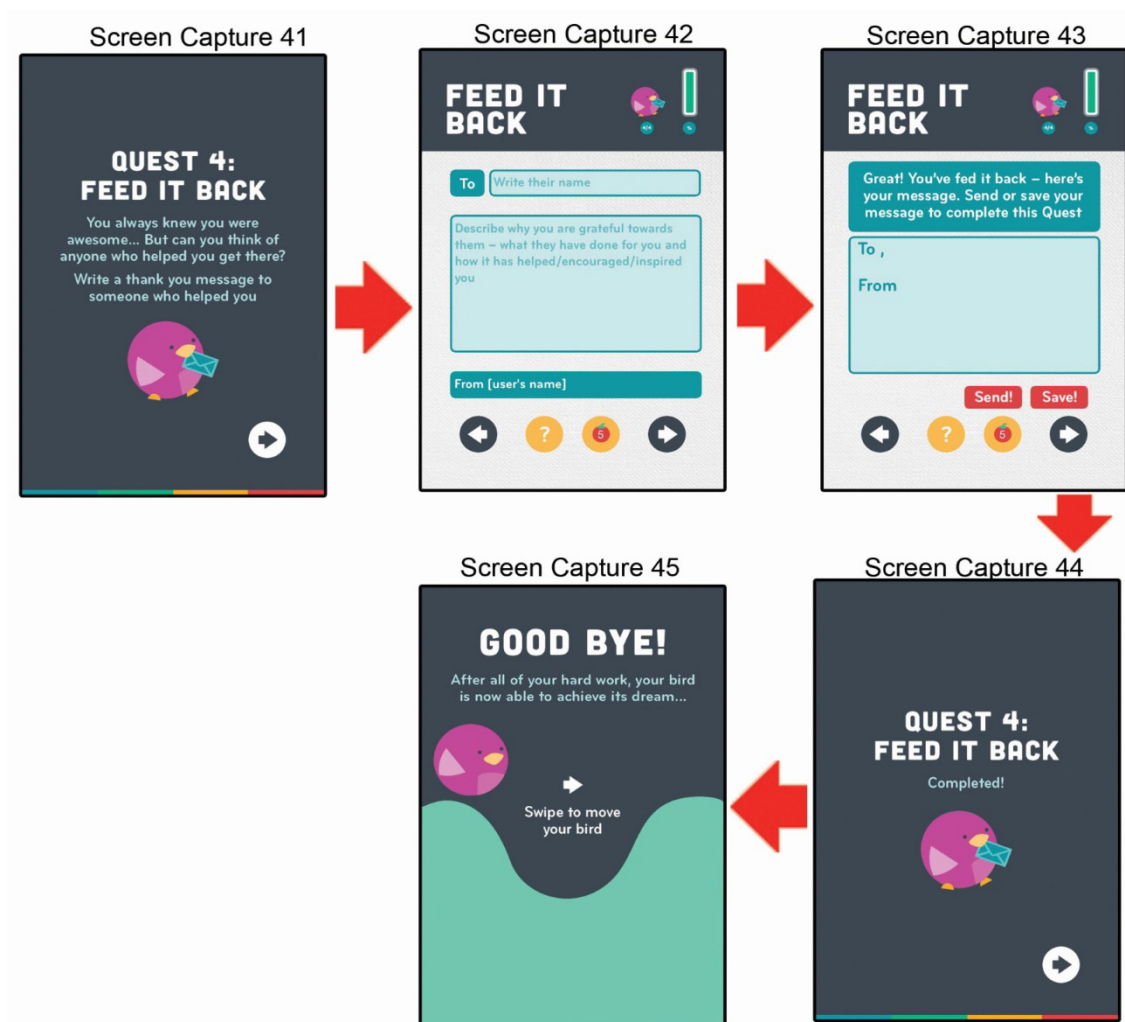 Screen Capture 41
QUEST 4:
FEED IT BACK
You always knew you were
awesome... But can you think of
anyone who helped you get there?
Write a thank you message to
someone who helped you
Screen Capture 42
FEED IT
BACK
4/4
%
To
Write their name
Describe why you are grateful towards
them – what they have done for you and
how it has helped/encouraged/inspired
you
From [user's name]
?
5
Screen Capture 43
FEED IT
BACK
4/4
%
Great! You've fed it back – here's
your message. Send or save your
message to complete this Quest
To ,
From
Send!
Save!
?
5
Screen Capture 44
QUEST 4:
FEED IT BACK
Completed!
Screen Capture 45
GOOD BYE!
After all of your hard work, your bird
is now able to achieve its dream...
Swipe to move
your bird